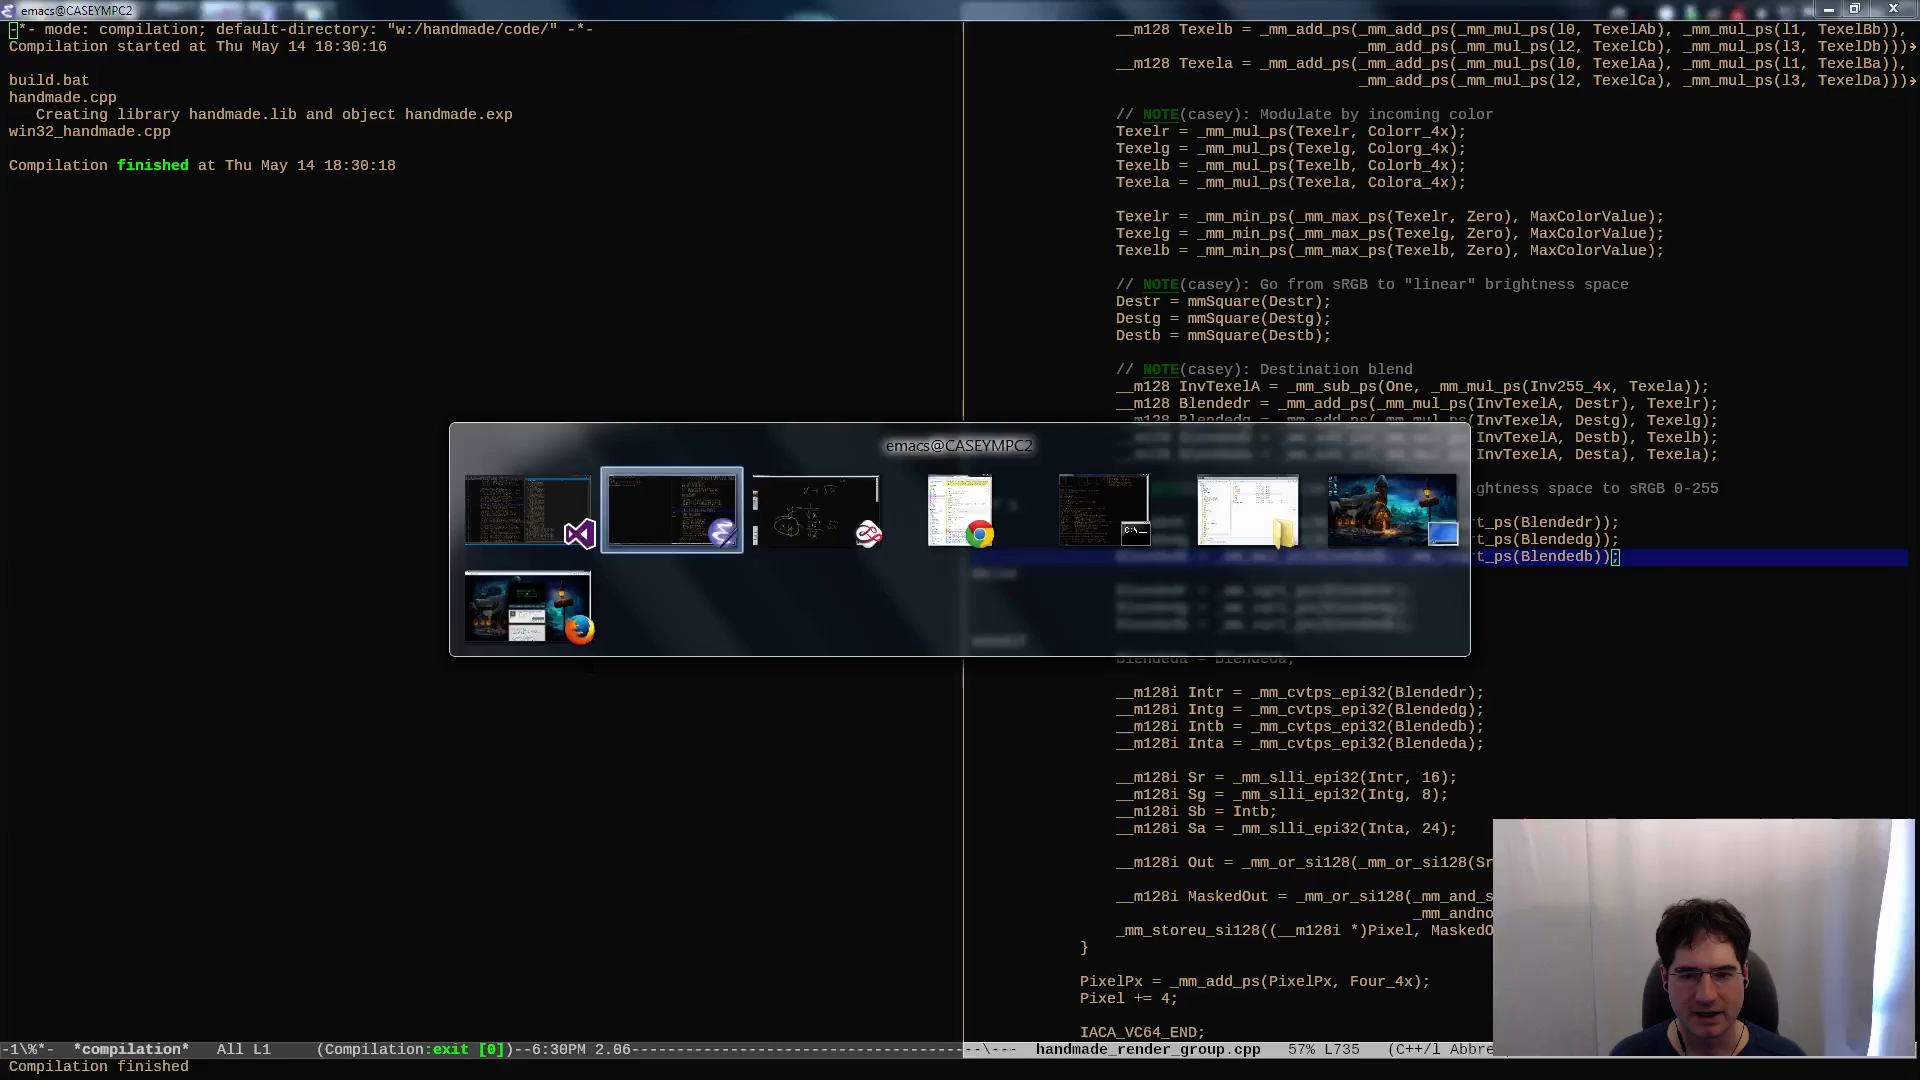 emacs@CASEYMPC2
-*- mode: compilation; default-directory: "w:/handmade/code/" -*-
Compilation started at Thu May 14 18:30:16
build.bat
handmade.cpp
Creating library handmade.lib and object handmade.exp
win32_handmade.cpp
Compilation finished at Thu May 14 18:30:18
-1\%*-  *compilation*   All L1     (Compilation:exit [0])--6:30PM 2.06
Compilation finished
__m128 Texelb = _mm_add_ps(_mm_add_ps(_mm_mul_ps(l0, TexelAb), _mm_mul_ps(l1, TexelBb)),
_mm_add_ps(_mm_mul_ps(l2, TexelCb), _mm_mul_ps(l3, TexelDb)))
__m128 Texela = _mm_add_ps(_mm_add_ps(_mm_mul_ps(l0, TexelAa), _mm_mul_ps(l1, TexelBa)),
_mm_add_ps(_mm_mul_ps(l2, TexelCa), _mm_mul_ps(l3, TexelDa)))
// NOTE(casey): Modulate by incoming color
Texelr = _mm_mul_ps(Texelr, Colorr_4x);
Texelg = _mm_mul_ps(Texelg, Colorg_4x);
Texelb = _mm_mul_ps(Texelb, Colorb_4x);
Texela = _mm_mul_ps(Texela, Colora_4x);
Texelr = _mm_min_ps(_mm_max_ps(Texelr, Zero), MaxColorValue);
Texelg = _mm_min_ps(_mm_max_ps(Texelg, Zero), MaxColorValue);
Texelb = _mm_min_ps(_mm_max_ps(Texelb, Zero), MaxColorValue);
// NOTE(casey): Go from sRGB to "linear" brightness space
Destr = mmSquare(Destr);
Destg = mmSquare(Destg);
Destb = mmSquare(Destb);
// NOTE(casey): Destination blend
__m128 InvTexelA = _mm_sub_ps(One, _mm_mul_ps(Inv255_4x, Texela));
__m128 Blendedr = _mm_add_ps(_mm_mul_ps(InvTexelA, Destr), Texelr);
__m128 Blendedg = _mm_add_ps(_mm_mul_ps(InvTexelA, Destg), Texelg);
InvTexelA, Destb), Texelb);
InvTexelA, Desta), Texela);
emacs@CASEYMPC2
C:\_
ghtness space to sRGB 0-255
t_ps(Blendedr));
t_ps(Blendedg));
t_ps(Blendedb));
Blendeda = Blendeda;
__m128i Intr = _mm_cvtps_epi32(Blendedr);
__m128i Intg = _mm_cvtps_epi32(Blendedg);
__m128i Intb = _mm_cvtps_epi32(Blendedb);
__m128i Inta = _mm_cvtps_epi32(Blendeda);
__m128i Sr = _mm_slli_epi32(Intr, 16);
__m128i Sg = _mm_slli_epi32(Intg, 8);
__m128i Sb = Intb;
__m128i Sa = _mm_slli_epi32(Inta, 24);
__m128i Out = _mm_or_si128(_mm_or_si128(Sr
__m128i MaskedOut = _mm_or_si128(_mm_and_s
_mm_andno
_mm_storeu_si128((__m128i *)Pixel, MaskedO
}
PixelPx = _mm_add_ps(PixelPx, Four_4x);
Pixel += 4;
IACA_VC64_END;
--\---  handmade_render_group.cpp   57% L735   (C++/l Abbre